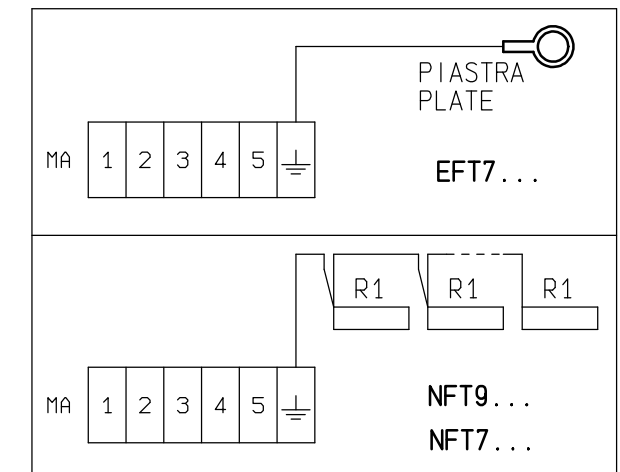 PIASTRA
PLATE
MA 1 2 3 4 5
EFT7...
R1 R1 R1
MA 1 2 3 4 5
NFT9...
NFT7...